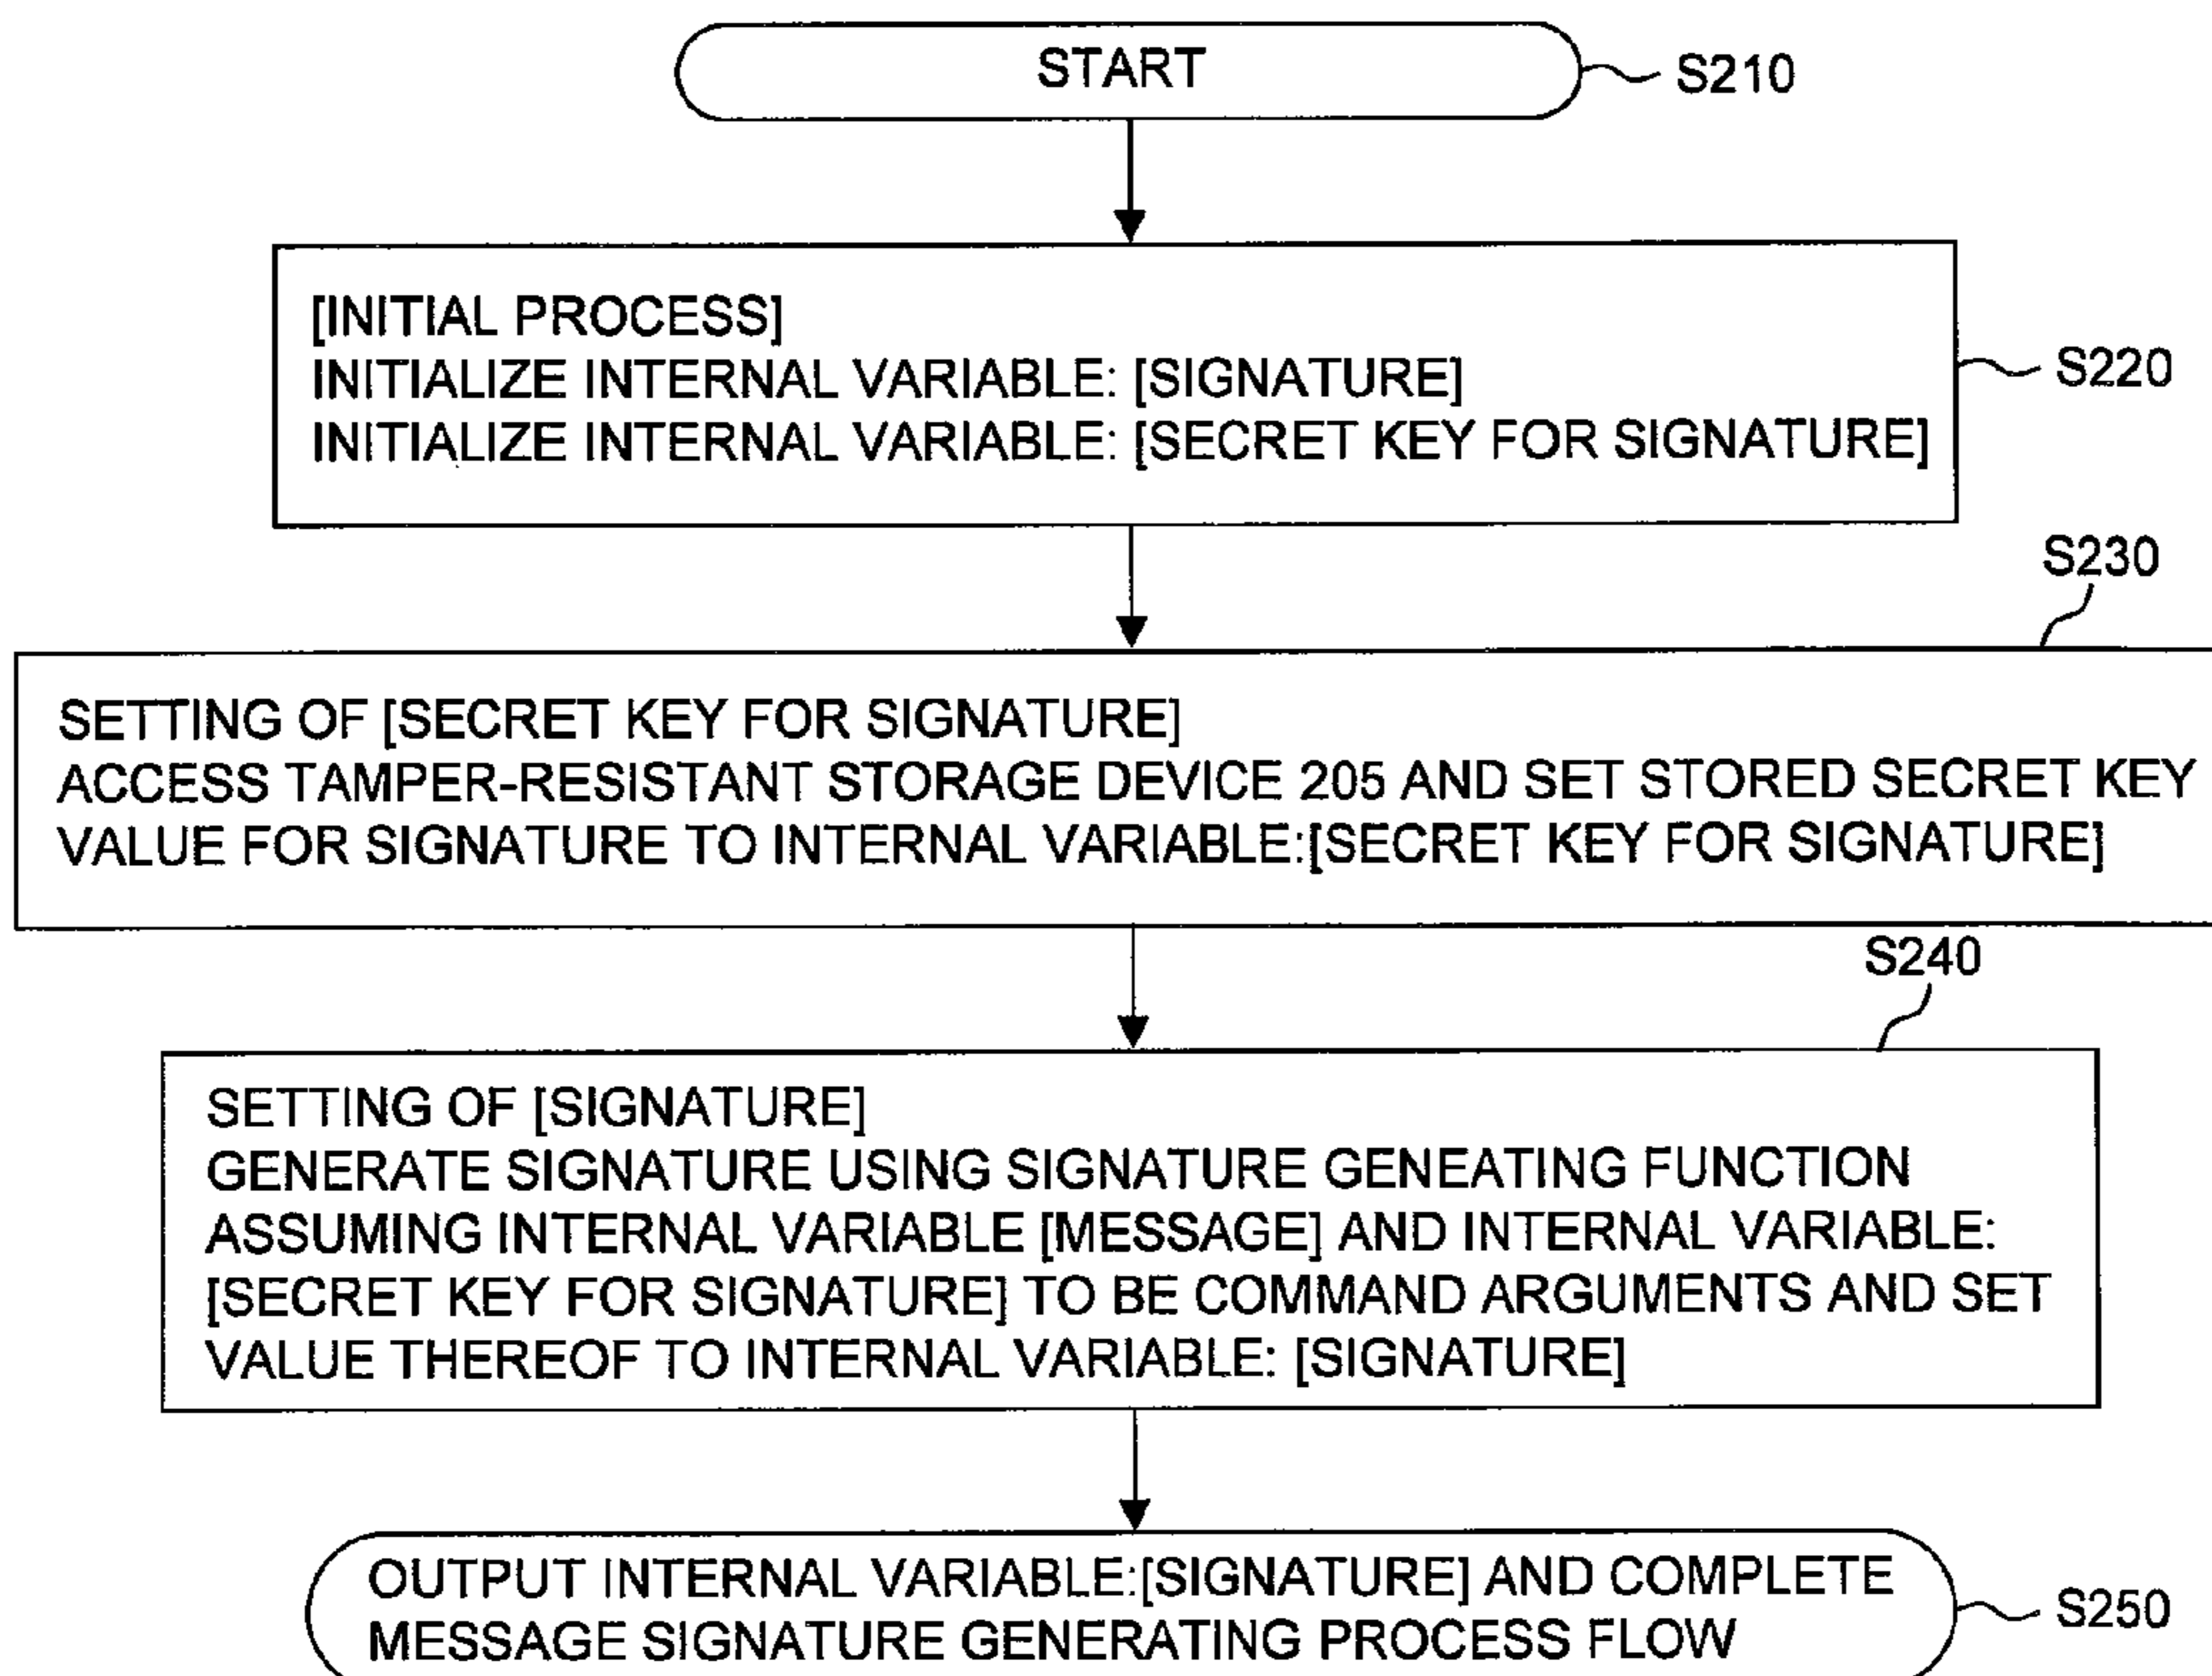 START
S210
[INITIAL PROCESS]
INITIALIZE INTERNAL VARIABLE: [SIGNATURE]
INITIALIZE INTERNAL VARIABLE: [SECRET KEY FOR SIGNATURE]
S220
S230
SETTING OF [SECRET KEY FOR SIGNATURE]
ACCESS TAMPER-RESISTANT STORAGE DEVICE 205 AND SET STORED SECRET KEY
VALUE FOR SIGNATURE TO INTERNAL VARIABLE:[SECRET KEY FOR SIGNATURE]
S240
SETTING OF [SIGNATURE]
GENERATE SIGNATURE USING SIGNATURE GENEATING FUNCTION
ASSUMING INTERNAL VARIABLE [MESSAGE] AND INTERNAL VARIABLE:
[SECRET KEY FOR SIGNATURE] TO BE COMMAND ARGUMENTS AND SET
VALUE THEREOF TO INTERNAL VARIABLE: [SIGNATURE]
OUTPUT INTERNAL VARIABLE:[SIGNATURE] AND COMPLETE
MESSAGE SIGNATURE GENERATING PROCESS FLOW
S250